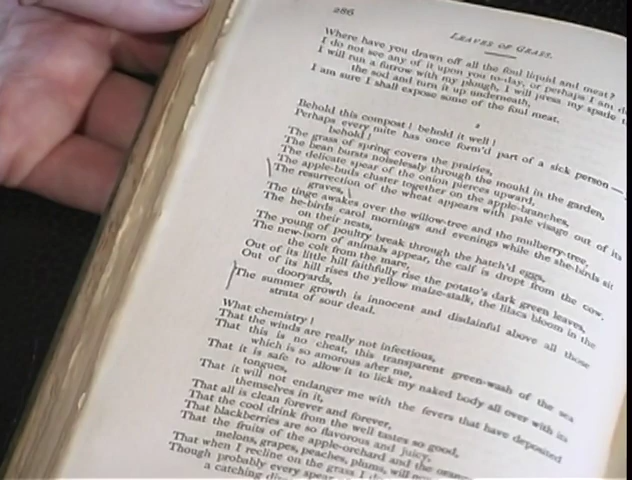 286
LEAVES OF GRASS.
Where have you drawn off all the foul liquid and meat?
I do not see any of it upon you to-day, or perhaps I am
I will run a furrow with my plough, I will press my spade
the sod and turn it up underneath,
I am sure I shall expose some of the foul meat.
2
Behold this compost! behold it well!
Perhaps every mite has once form'd part of a sick person—
behold!
The grass of spring covers the prairies,
The bean bursts noiselessly through the mould in the garden,
The delicate spear of the onion pierces upward,
The apple-buds cluster together on the apple-branches,
The resurrection of the wheat appears with pale visage out of its
graves,
The tinge awakes over the willow-tree and the mulberry-tree,
The he-birds carol mornings and evenings while the she-birds sit
on their nests,
The young of poultry break through the hatch'd eggs,
The new-born of animals appear, the calf is dropt from the cow,
the colt from the mare,
Out of its little hill faithfully rise the potato's dark green leaves,
Out of its hill rises the yellow maize-stalk, the lilacs bloom in the
dooryards,
The summer growth is innocent and disdainful above all those
strata of sour dead.
What chemistry!
That the winds are really not infectious,
That this is no cheat, this transparent green-wash of the sea
which is so amorous after me,
That it is safe to allow it to lick my naked body all over with its
tongues,
That it will not endanger me with the fevers that have deposited
themselves in it,
That all is clean forever and forever,
That the cool drink from the well tastes so good,
That blackberries are so flavorous and juicy,
That the fruits of the apple-orchard and the
melons, grapes, peaches, plums, will
That when I recline on the grass I do
Though probably every spear
a catching